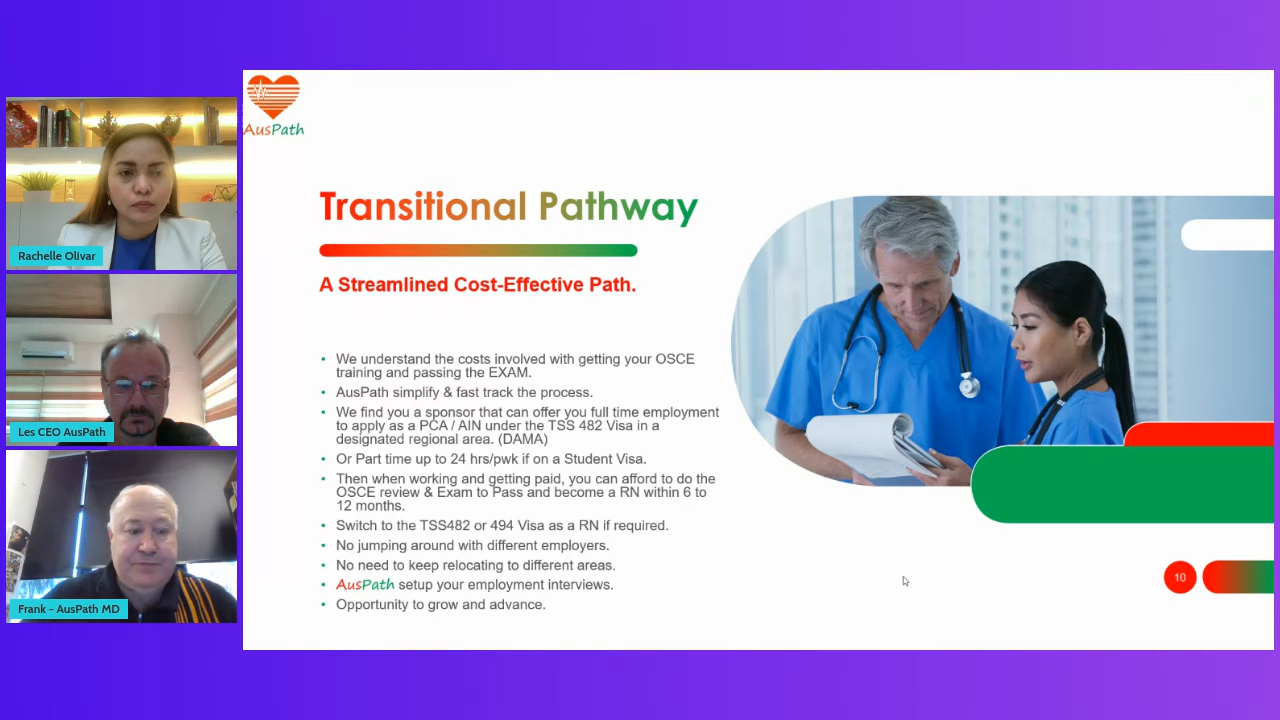 AusPath
Transitional Pathway
A Streamlined Cost-Effective Path.
• We understand the costs involved with getting your OSCE
training and passing the EXAM.
• AusPath simplify & fast track the process.
• We find you a sponsor that can offer you full time employment
to apply as a PCA / AIN under the TSS 482 Visa in a
designated regional area. (DAMA)
• Or Part time up to 24 hrs/pwk if on a Student Visa.
• Then when working and getting paid, you can afford to do the
OSCE review & Exam to Pass and become a RN within 6 to
12 months.
• Switch to the TSS482 or 494 Visa as a RN if required.
• No jumping around with different employers.
• No need to keep relocating to different areas.
• AusPath setup your employment interviews.
• Opportunity to grow and advance.
10
Rachelle Olivar
Les CEO AusPath
Frank - AusPath MD